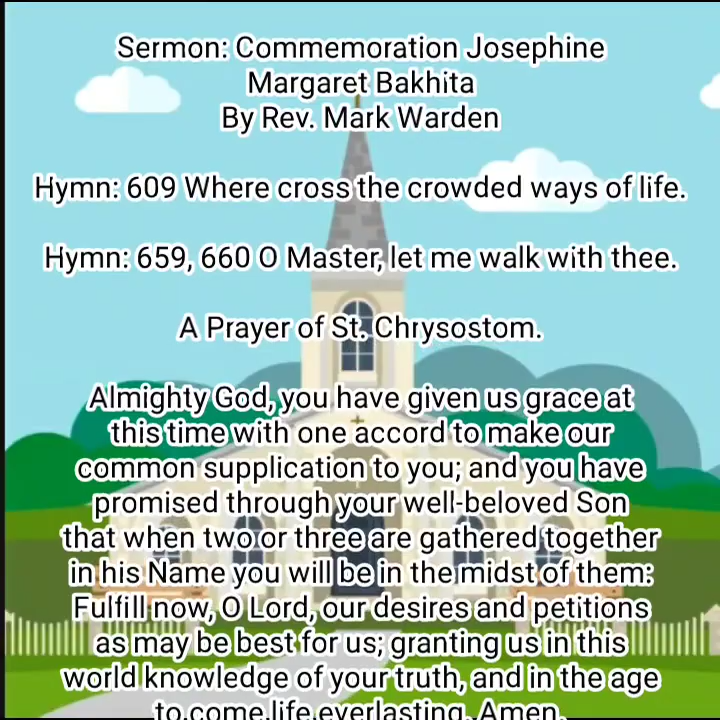 Sermon: Commemoration Josephine
Margaret Bakhita
By Rev. Mark Warden
Hymn: 609 Where cross the crowded ways of life.
Hymn: 659, 660 O Master, let me walk with thee.
A Prayer of St. Chrysostom.
Almighty God, you have given us grace at
this time with one accord to make our
common supplication to you; and you have
promised through your well-beloved Son
that when two or three are gathered together
in his Name you will be in the midst of them:
Fulfill now, O Lord, our desires and petitions
as may be best for us; granting us in this
world knowledge of your truth, and in the age
to come life everlasting. Amen.